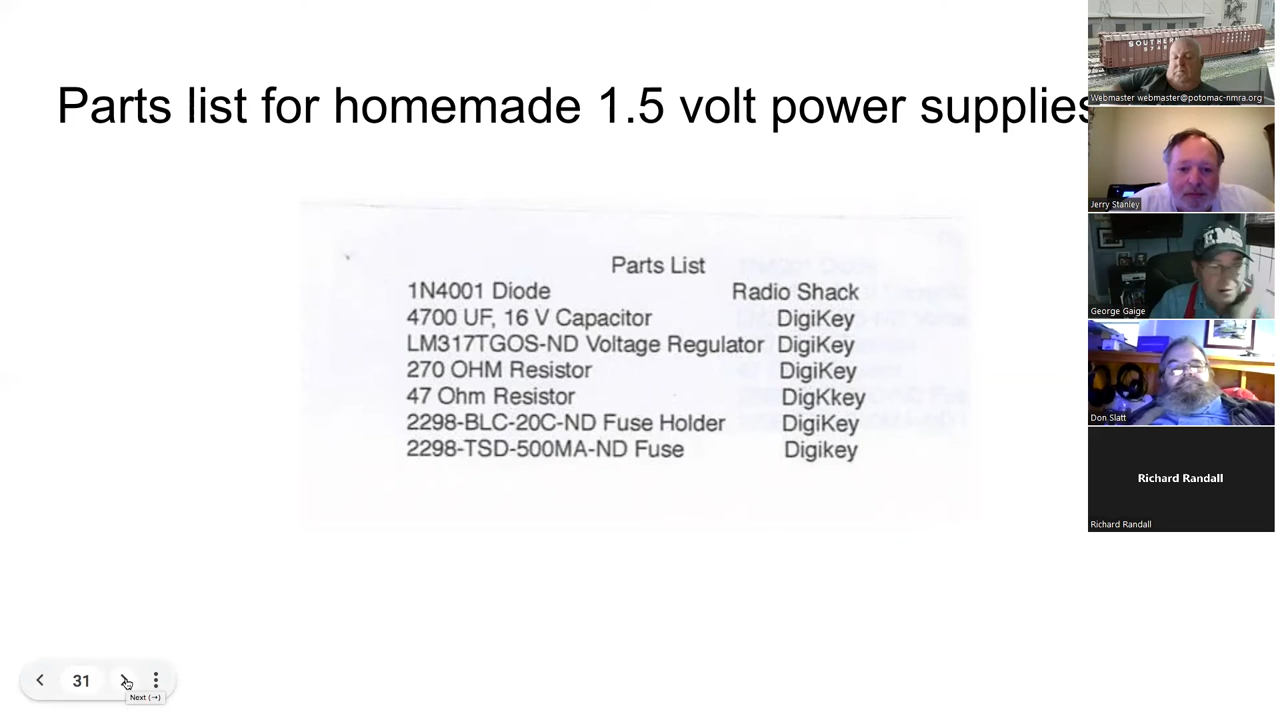 Parts list for homemade 1.5 volt power supplies
Parts List
1N4001 Diode Radio Shack
4700 UF, 16 V Capacitor DigiKey
LM317TGOS-ND Voltage Regulator DigiKey
270 OHM Resistor DigiKey
47 Ohm Resistor DigKkey
2298-BLC-20C-ND Fuse Holder DigiKey
2298-TSD-500MA-ND Fuse Digikey
31
Next (→)
SOUTHERN
Webmaster webmaster@potomac-nmra.org
Jerry Stanley
EMS
George Gaige
Don Slatt
Richard Randall
Richard Randall